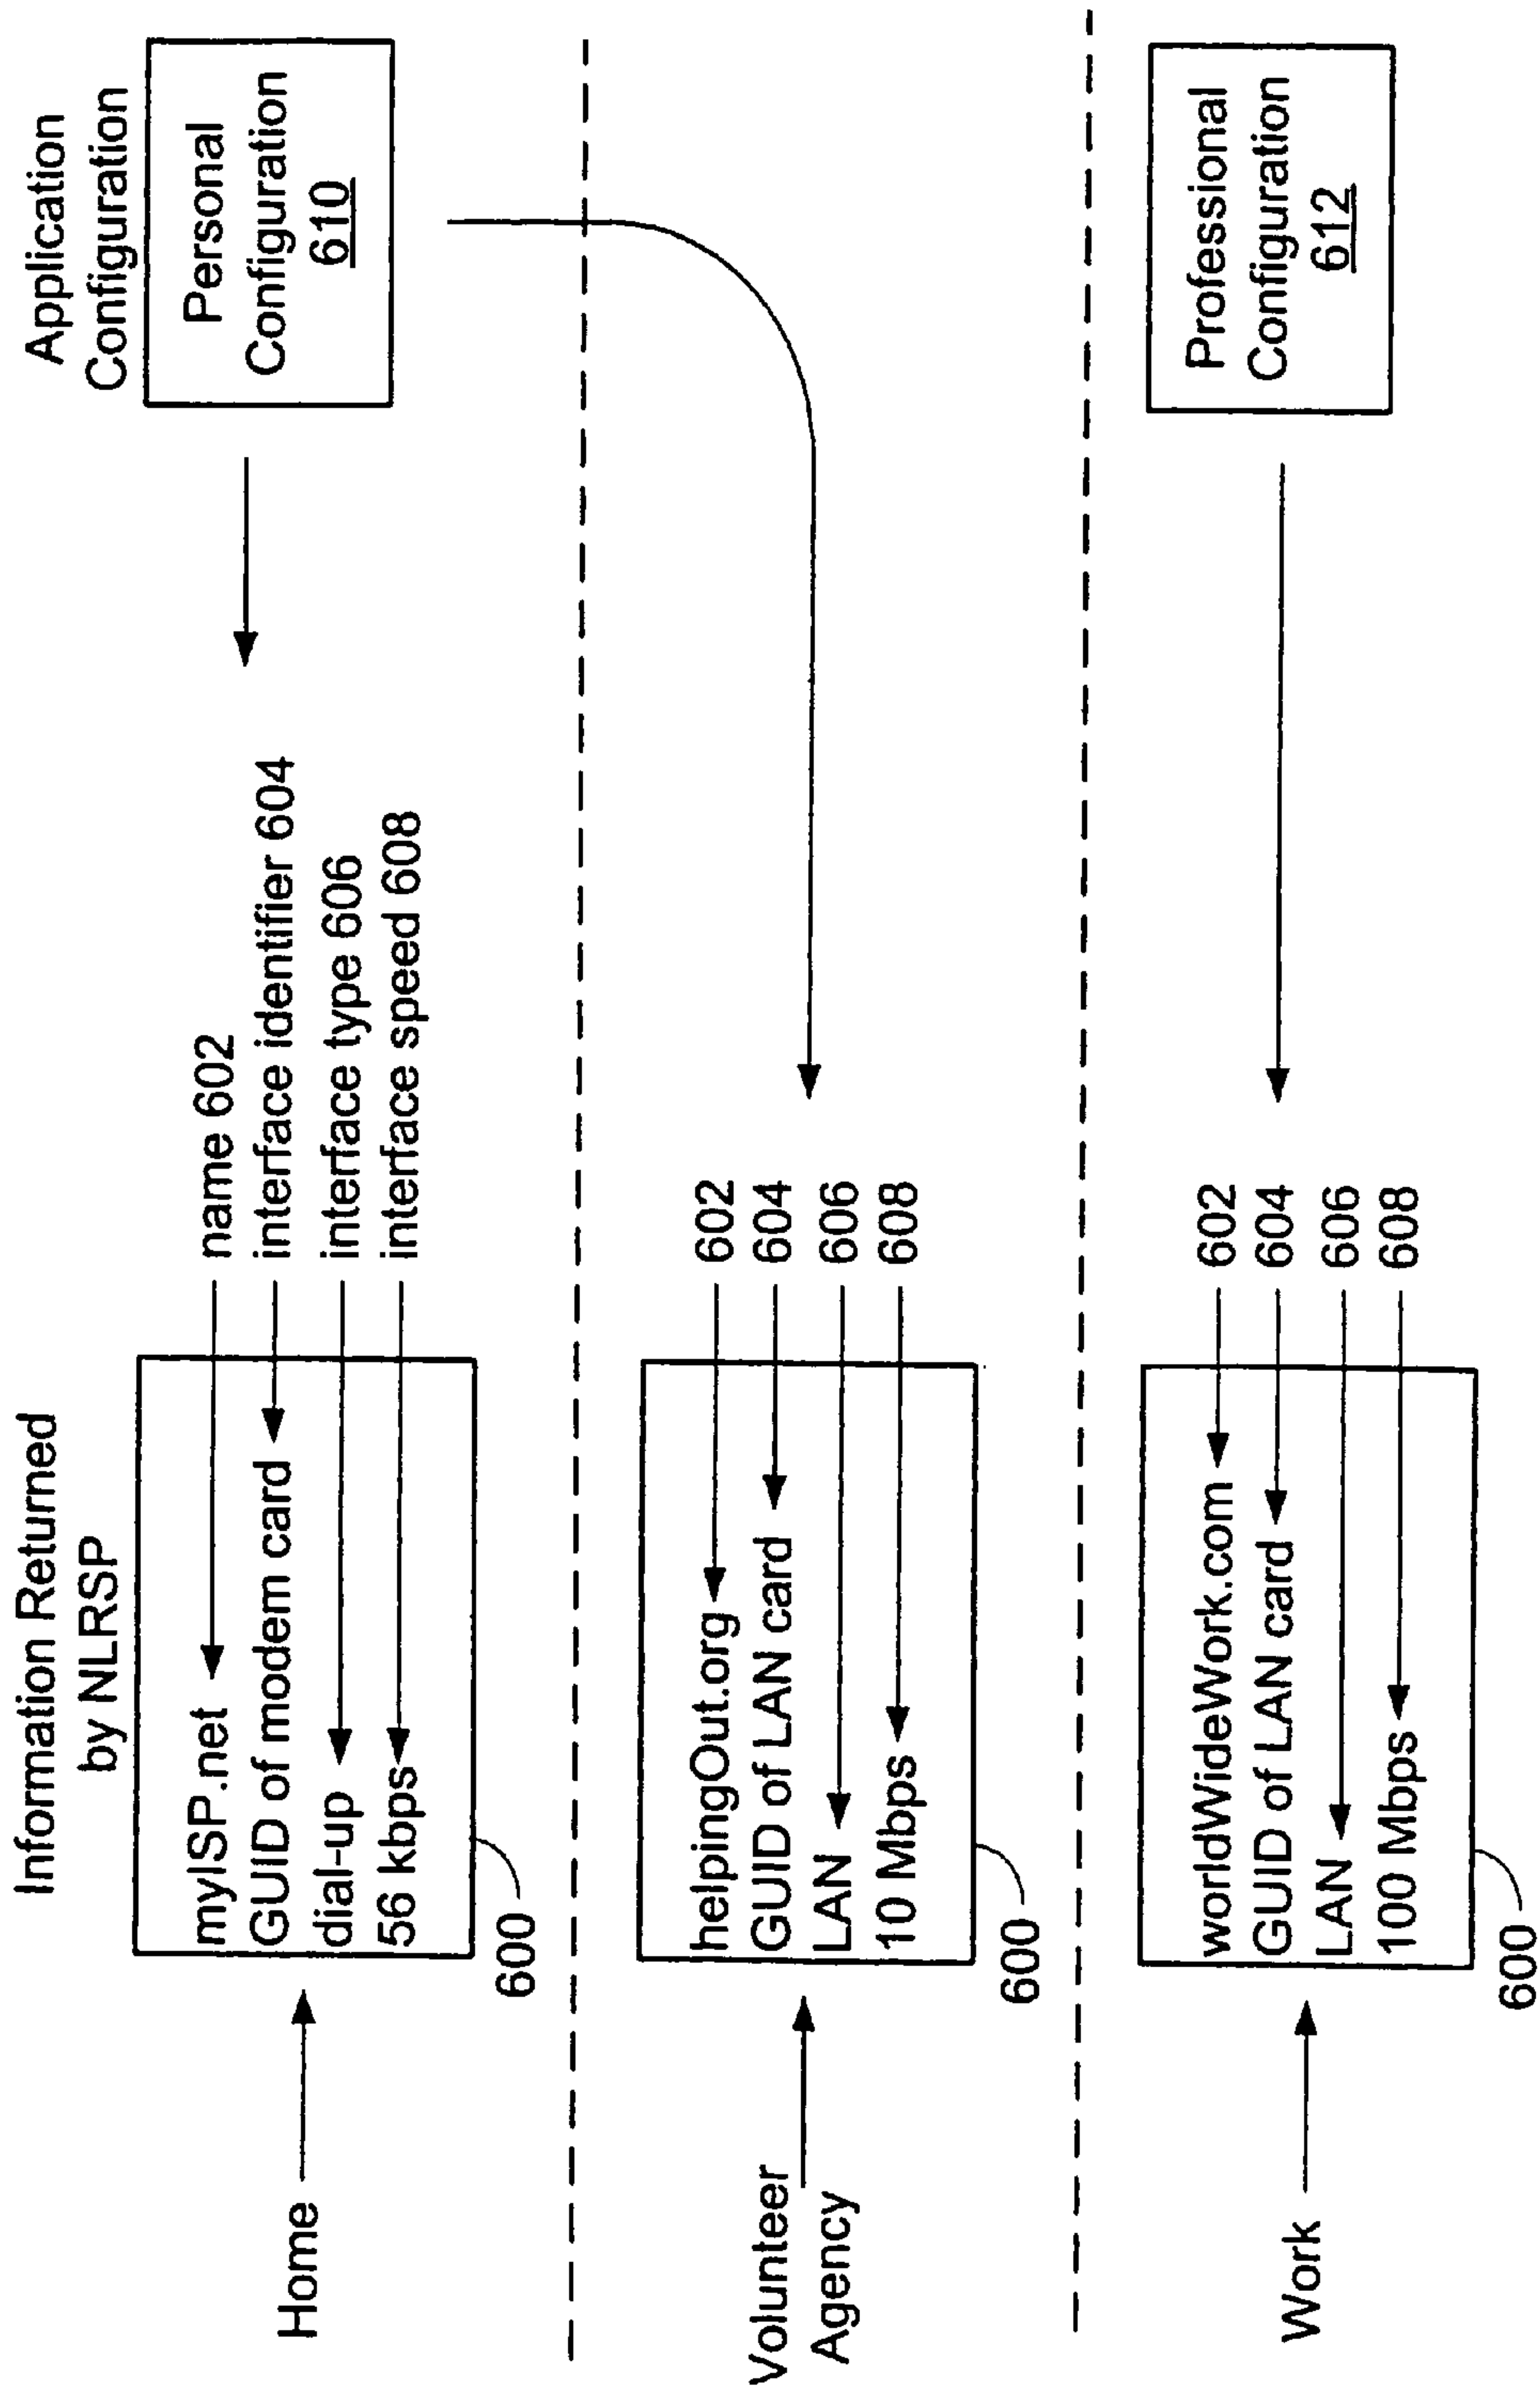 Information Returned
by NLRSP
Application
Configuration
Home
myISP.net
GUID of modem card
dial-up
56 kbps
600
name 602
interface identifier 604
interface type 606
interface speed 608
Personal
Configuration
610
Volunteer
Agency
helpingOut.org
GUID of LAN card
LAN
10 Mbps
600
602
604
606
608
Work
worldWideWork.com
GUID of LAN card
LAN
100 Mbps
600
602
604
606
608
Professional
Configuration
612